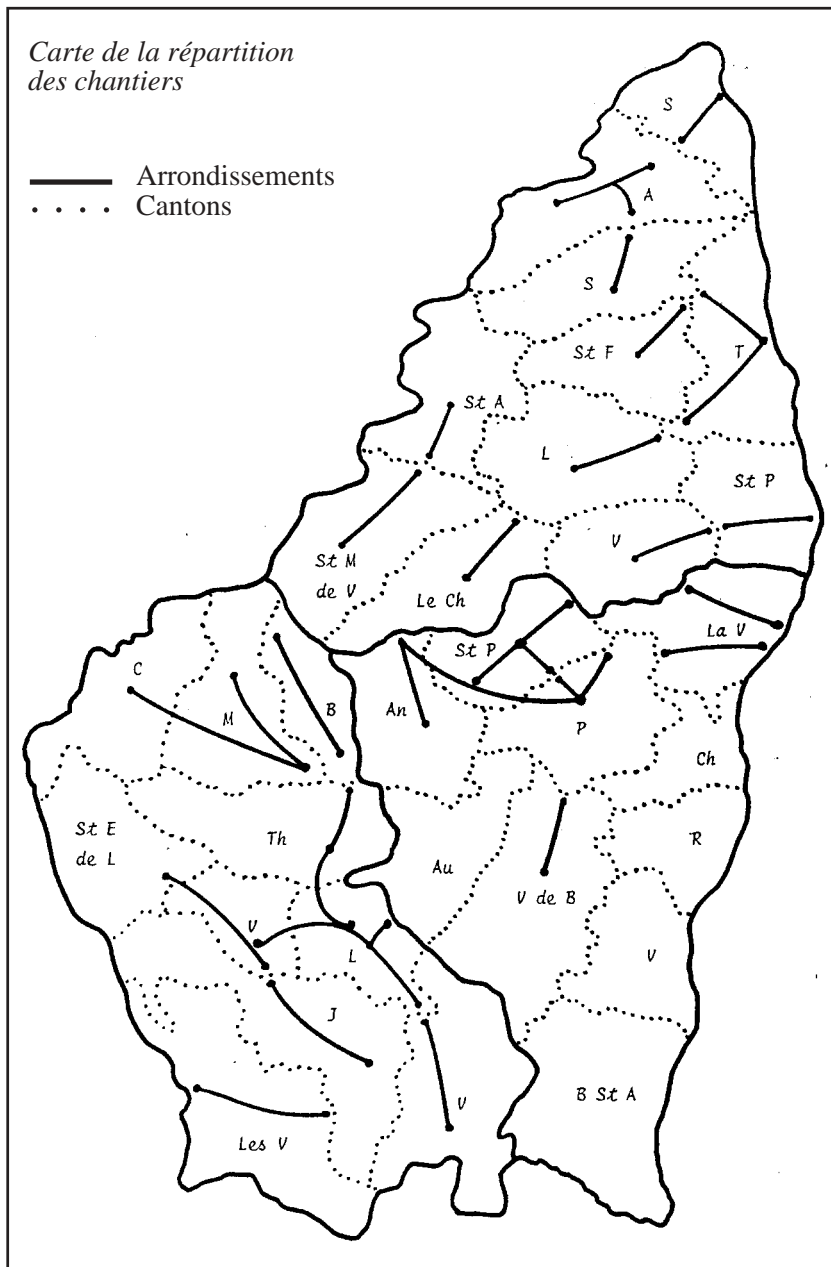 Carte de la répartition
des chantiers
Arrondissements
Cantons
S
A
S
St F
T
St A
L
St P
V
St M
de V
Le Ch
La V
St P
C
M
B
An
P
Ch
St E
de L
Th
Au
R
V de B
V
L
V
J
B St A
V
Les V